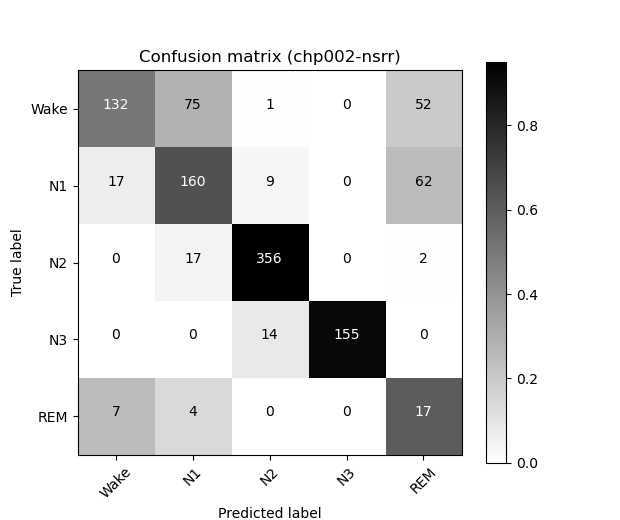 Confusion matrix (chp002-nsrr)
Wake 132 75 1 0 52
N1 17 160 9 0 62
N2 0 17 356 0 2
N3 0 0 14 155 0
REM 7 4 0 0 17
Wake N1 N2 N3 REM
Predicted label
True label
0.8
0.6
0.4
0.2
0.0